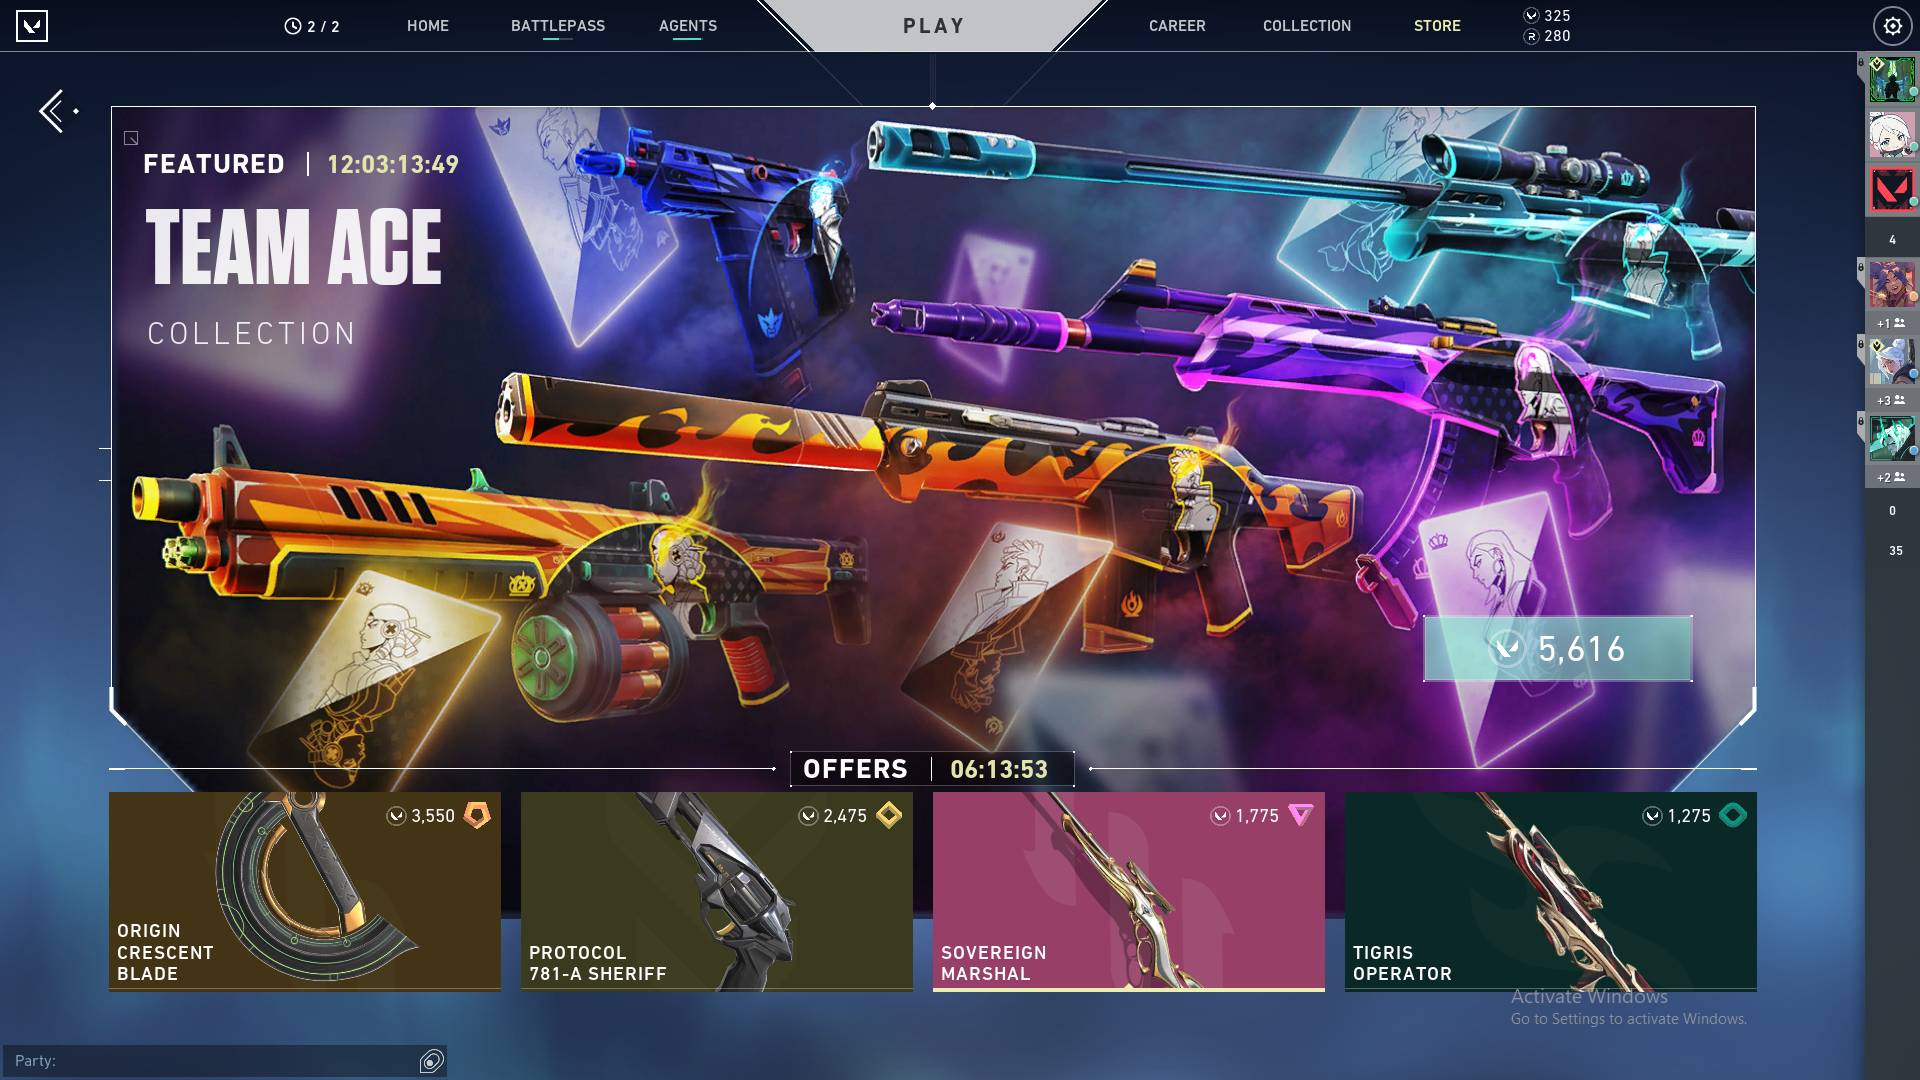 2 / 2
HOME
BATTLEPASS
AGENTS
PLAY
CAREER
COLLECTION
STORE
325
280
FEATURED | 12:03:13:49
TEAM ACE
COLLECTION
5,616
4
+1
+3
+2
0
35
OFFERS | 06:13:53
3,550
ORIGIN
CRESCENT
BLADE
2,475
PROTOCOL
781-A SHERIFF
1,775
SOVEREIGN
MARSHAL
1,275
TIGRIS
OPERATOR
Activate Windows
Go to Settings to activate Windows.
Party: